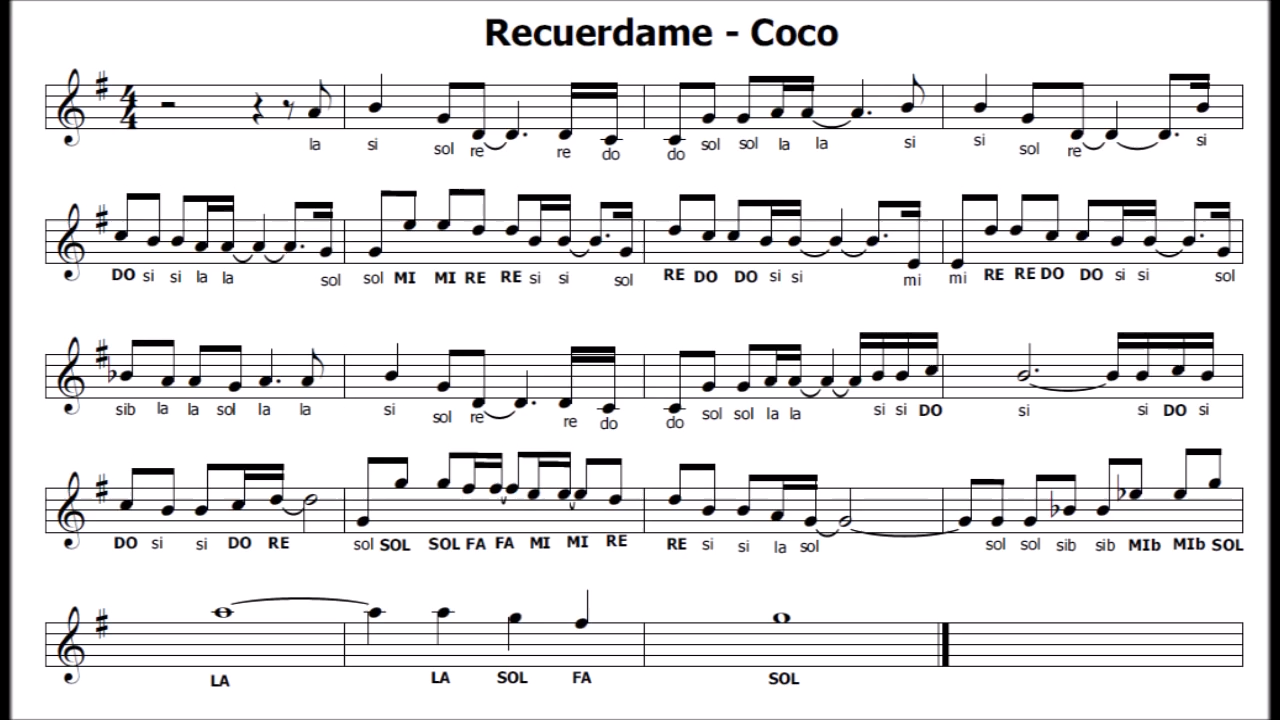 Recuerdame - Coco
4
4
la si sol re re do do sol sol la la si si sol re si
DO si si la la sol sol MI MI RE RE si si sol RE DO DO si si mi mi RE RE DO DO si si sol
sib la la sol la la si sol re re do do sol sol la la si si DO si si DO si
DO si si DO RE sol SOL SOL FA FA MI MI RE RE si si la sol sol sol sib sib MIb MIb SOL
LA LA SOL FA SOL